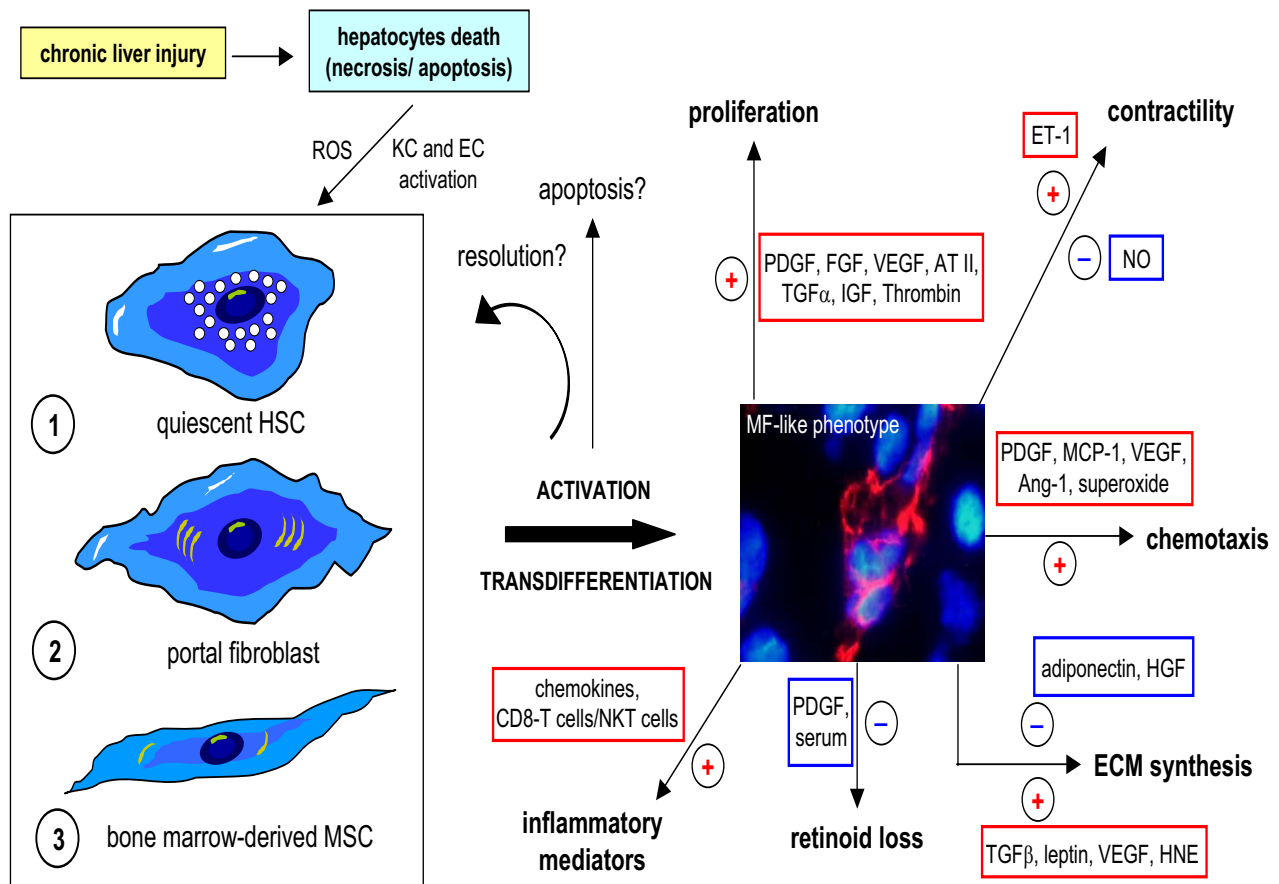 chronic liver injury
hepatocytes death
(necrosis/ apoptosis)
ROS
KC and EC
activation
1
quiescent HSC
2
portal fibroblast
3
bone marrow-derived MSC
resolution?
apoptosis?
ACTIVATION
TRANSDIFFERENTIATION
MF-like phenotype
proliferation
+
PDGF, FGF, VEGF, AT II,
TGFα, IGF, Thrombin
contractility
ET-1
+
–
NO
PDGF, MCP-1, VEGF,
Ang-1, superoxide
chemotaxis
+
adiponectin, HGF
–
ECM synthesis
+
TGFβ, leptin, VEGF, HNE
PDGF,
serum
–
retinoid loss
chemokines,
CD8-T cells/NKT cells
+
inflammatory
mediators